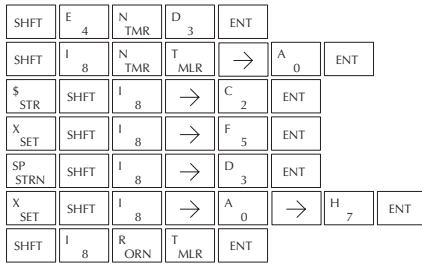 SHFT E 4 N TMR D 3 ENT
SHFT I 8 N TMR T MLR → A 0 ENT
$ STR SHFT I 8 → C 2 ENT
X SET SHFT I 8 → F 5 ENT
SP STRN SHFT I 8 → D 3 ENT
X SET SHFT I 8 → A 0 → H 7 ENT
SHFT I 8 R ORN T MLR ENT